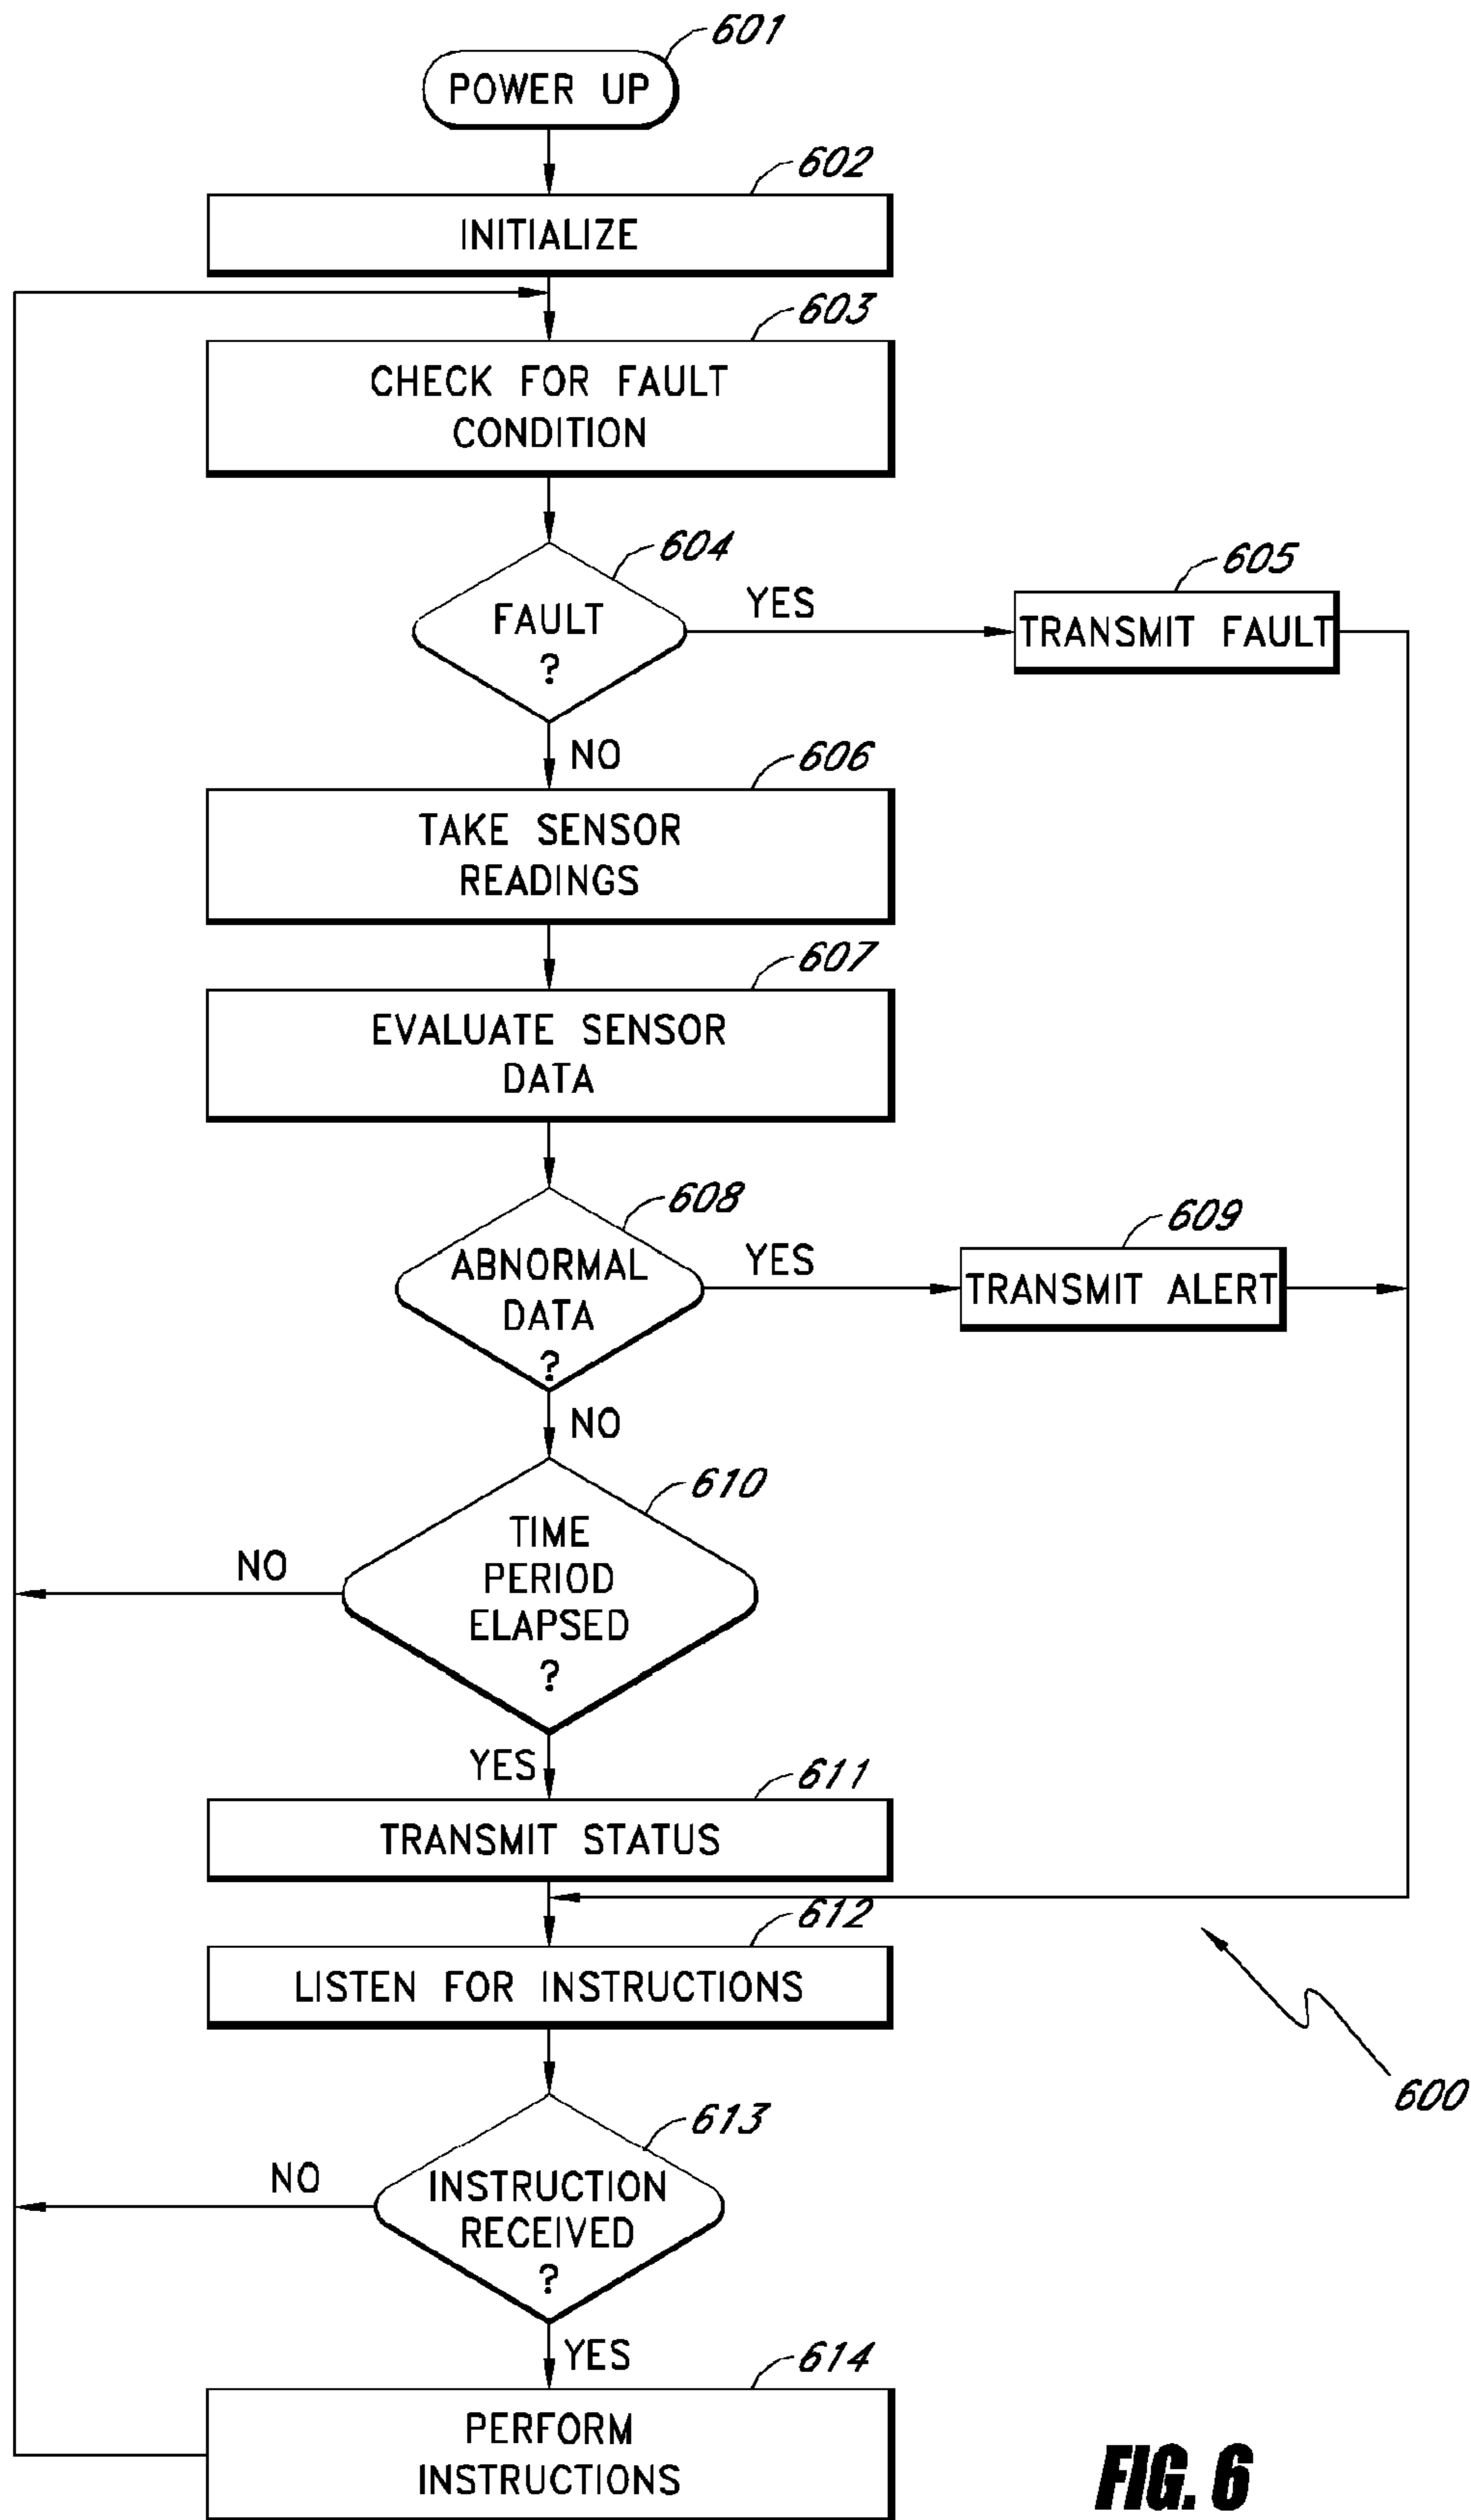 601
POWER UP
602
INITIALIZE
603
CHECK FOR FAULT
CONDITION
604
FAULT
?
YES
605
TRANSMIT FAULT
NO
606
TAKE SENSOR
READINGS
607
EVALUATE SENSOR
DATA
608
ABNORMAL
DATA
?
YES
609
TRANSMIT ALERT
NO
610
TIME
PERIOD
ELAPSED
?
NO
YES
611
TRANSMIT STATUS
612
LISTEN FOR INSTRUCTIONS
600
613
INSTRUCTION
RECEIVED
?
NO
YES
614
PERFORM
INSTRUCTIONS
FIG. 6